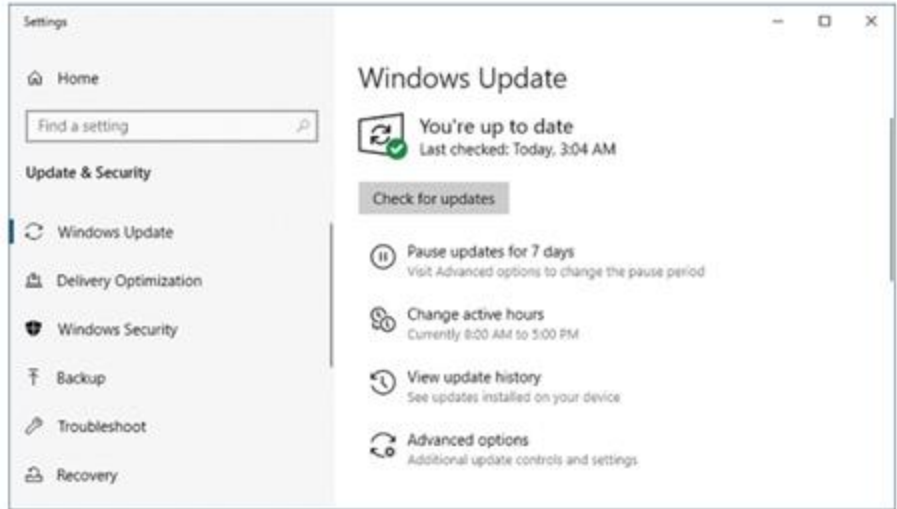 Settings
Home
Find a setting
Update & Security
Windows Update
Delivery Optimization
Windows Security
Backup
Troubleshoot
Recovery
Windows Update
You're up to date
Last checked: Today, 3:04 AM
Check for updates
Pause updates for 7 days
Visit Advanced options to change the pause period
Change active hours
Currently 8:00 AM to 5:00 PM
View update history
See updates installed on your device
Advanced options
Additional update controls and settings